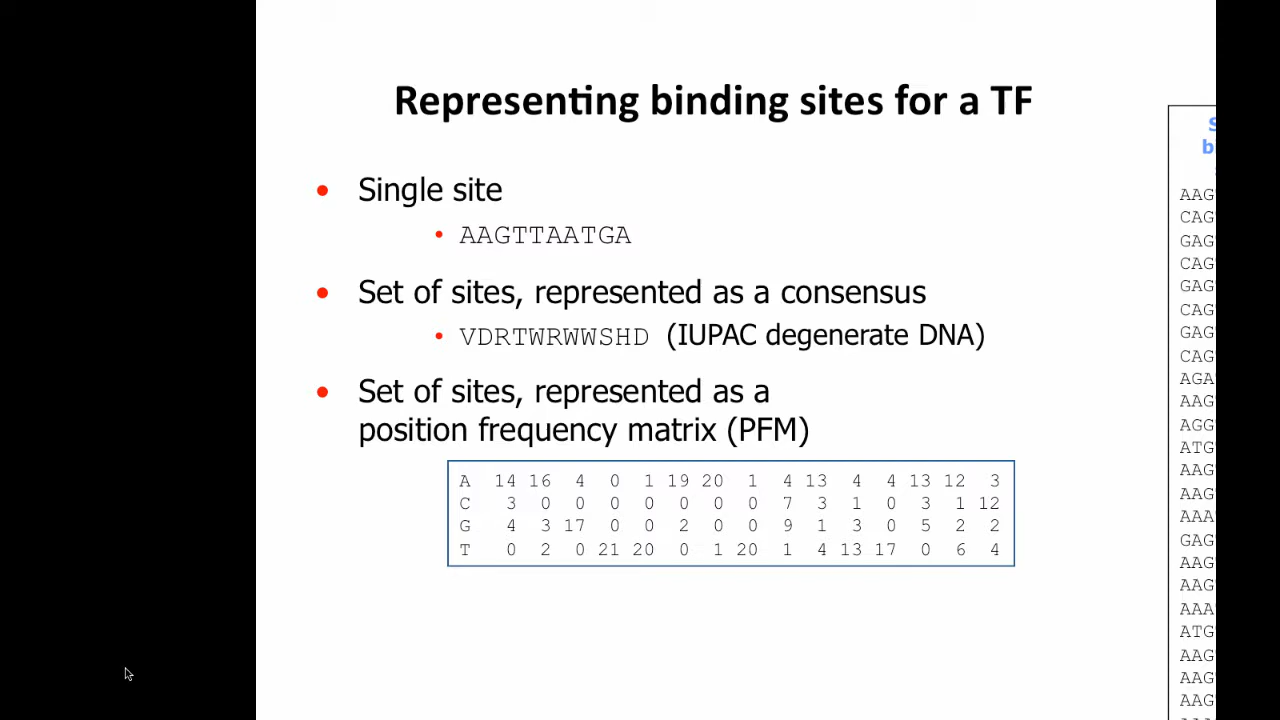 Representing binding sites for a TF
• Single site
• AAGTTAATGA
• Set of sites, represented as a consensus
• VDRTWRWWSHD (IUPAC degenerate DNA)
• Set of sites, represented as a
position frequency matrix (PFM)
A 14 16 4 0 1 19 20 1 4 13 4 4 13 12 3
C 3 0 0 0 0 0 0 0 7 3 1 0 3 1 12
G 4 3 17 0 0 2 0 0 9 1 3 0 5 2 2
T 0 2 0 21 20 0 1 20 1 4 13 17 0 6 4
b
AAG
CAG
GAG
CAG
GAG
CAG
GAG
CAG
AGA
AAG
AGG
ATG
AAG
AAG
AAA
GAG
AAG
AAG
AAA
ATG
AAG
AAG
AAG